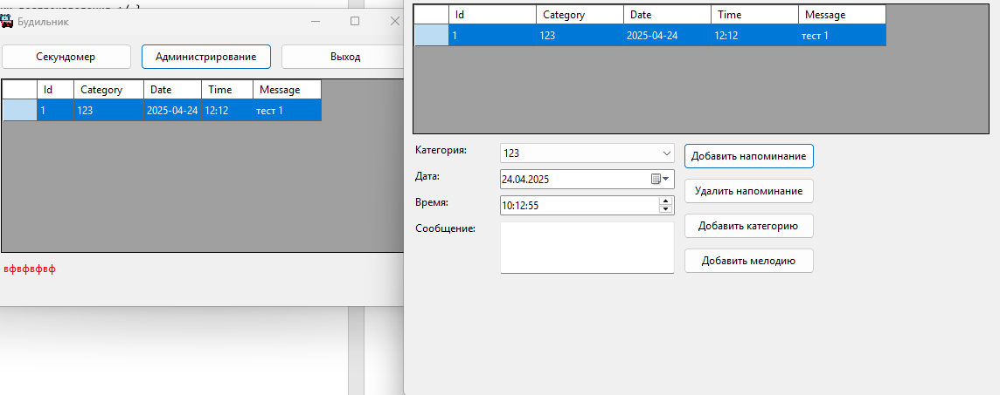 Будильник
Секундомер
Администрирование
Выход
Id Category Date Time Message
1 123 2025-04-24 12:12 тест 1
вфвфвфвф
Id Category Date Time Message
1 123 2025-04-24 12:12 тест 1
Категория: 123
Дата: 24.04.2025
Время: 10:12:55
Сообщение:
Добавить напоминание
Удалить напоминание
Добавить категорию
Добавить мелодию